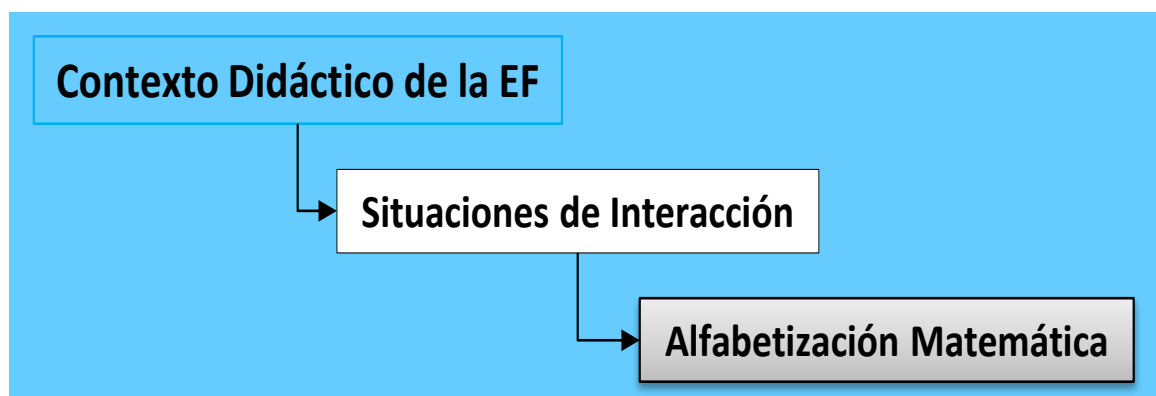 Contexto Didáctico de la EF
Situaciones de Interacción
Alfabetización Matemática